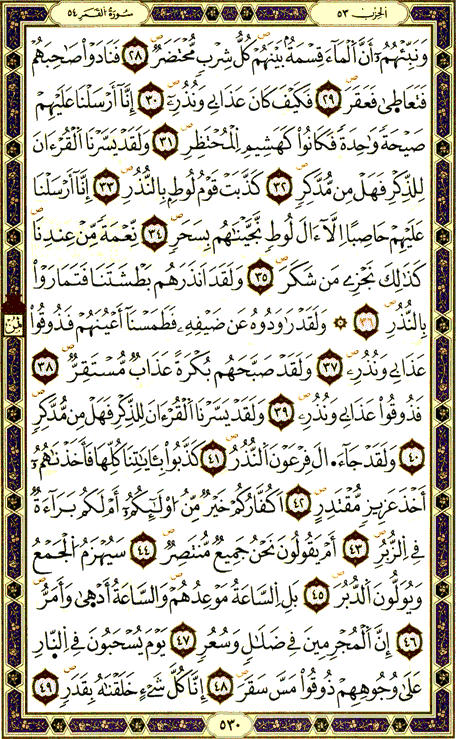 سورة القمر ٥٤
الحزب ٥٣
وَنَبِّئْهُمُۥٓ أَنَّ ٱلْمَآءَ قِسْمَةٌۢ بَيْنَهُمْ كُلُّ شِرْبٍ مُّحْتَضَرٌ ٢٨ فَنَادَوْا۟ صَاحِبَهُمْ
فَتَعَاطَىٰ فَعَقَرَ ٢٩ فَكَيْفَ كَانَ عَذَابِے وَنُذُرِۦٓ ٣٠ إِنَّآ أَرْسَلْنَا عَلَيْهِمْ
صَيْحَةً وَٰحِدَةً فَكَانُوا۟ كَهَشِيمِ ٱلْمُحْتَظِرِ ٣١ وَلَقَدْ يَسَّرْنَا ٱلْقُرْءَانَ
لِلذِّكْرِ فَهَلْ مِن مُّدَّكِرٍ ٣٢ كَذَّبَتْ قَوْمُ لُوطٍۭ بِالنُّذُرِ ٣٣ إِنَّآ أَرْسَلْنَا
عَلَيْهِمْ حَاصِبًا إِلَّآ ءَالَ لُوطٍ نَّجَّيْنَٰهُم بِسَحَرٍ ٣٤ نِّعْمَةً مِّنْ عِندِنَا
كَذَٰلِكَ نَجْزِے مَن شَكَرَ ٣٥ وَلَقَدْ أَنذَرَهُم بَطْشَتَنَا فَتَمَارَوْا۟
بِالنُّذُرِ ٣٦ ۞ وَلَقَدْ رَٰوَدُوهُ عَن ضَيْفِهِۦ فَطَمَسْنَآ أَعْيُنَهُمْ فَذُوقُوا۟
عَذَابِے وَنُذُرِۦ ٣٧ وَلَقَدْ صَبَّحَهُم بُكْرَةً عَذَابٌ مُّسْتَقِرٌّ ٣٨
فَذُوقُوا۟ عَذَابِے وَنُذُرِۦ ٣٩ وَلَقَدْ يَسَّرْنَا ٱلْقُرْءَانَ لِلذِّكْرِ فَهَلْ مِن مُّدَّكِرٍ
٤٠ وَلَقَدْ جَآءَ ءَالَ فِرْعَوْنَ ٱلنُّذُرُ ٤١ كَذَّبُوا۟ بِـَٔايَٰتِنَا كُلِّهَا فَأَخَذْنَٰهُمُۥٓ
أَخْذَ عَزِيزٍ مُّقْتَدِرٍ ٤٢ أَكُفَّارُكُمْ خَيْرٌ مِّنْ أُو۟لَٰٓئِكُمُۥٓ أَمْ لَكُم بَرَآءَةٌ
فِے ٱلزُّبُرِ ٤٣ أَمْ يَقُولُونَ نَحْنُ جَمِيعٌ مُّنتَصِرٌ ٤٤ سَيُهْزَمُ ٱلْجَمْعُ
وَيُوَلُّونَ ٱلدُّبُرَ ٤٥ بَلِ ٱلسَّاعَةُ مَوْعِدُهُمْ وَٱلسَّاعَةُ أَدْهَىٰ وَأَمَرُّ
٤٦ إِنَّ ٱلْمُجْرِمِينَ فِے ضَلَٰلٍ وَسُعُرٍ ٤٧ يَوْمَ يُسْحَبُونَ فِے ٱلنَّارِ
عَلَىٰ وُجُوهِهِمْ ذُوقُوا۟ مَسَّ سَقَرَ ٤٨ إِنَّا كُلَّ شَےْءٍ خَلَقْنَٰهُ بِقَدَرٍ ٤٩
٥٣٠